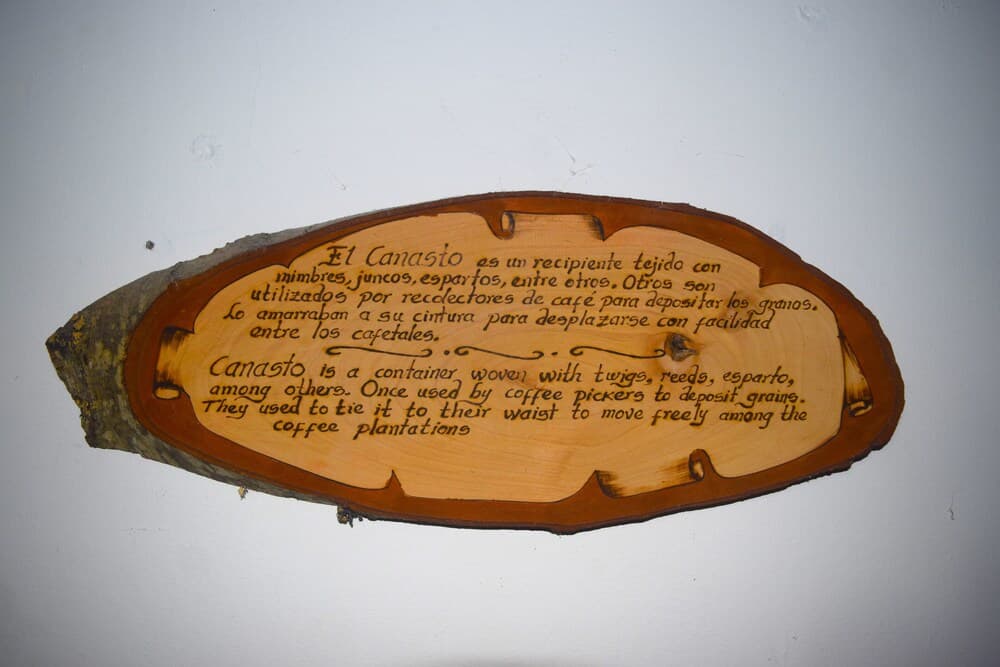 El Canasto es un recipiente tejido con
mimbres, juncos, espartos, entre otros. Otros son
utilizados por recolectores de café para depositar los granos.
Lo amarraban a su cintura para desplazarse con facilidad
entre los cafetales.
Canasto is a container woven with twigs, reeds, esparto,
among others. Once used by coffee pickers to deposit grains.
They used to tie it to their waist to move freely among the
coffee plantations